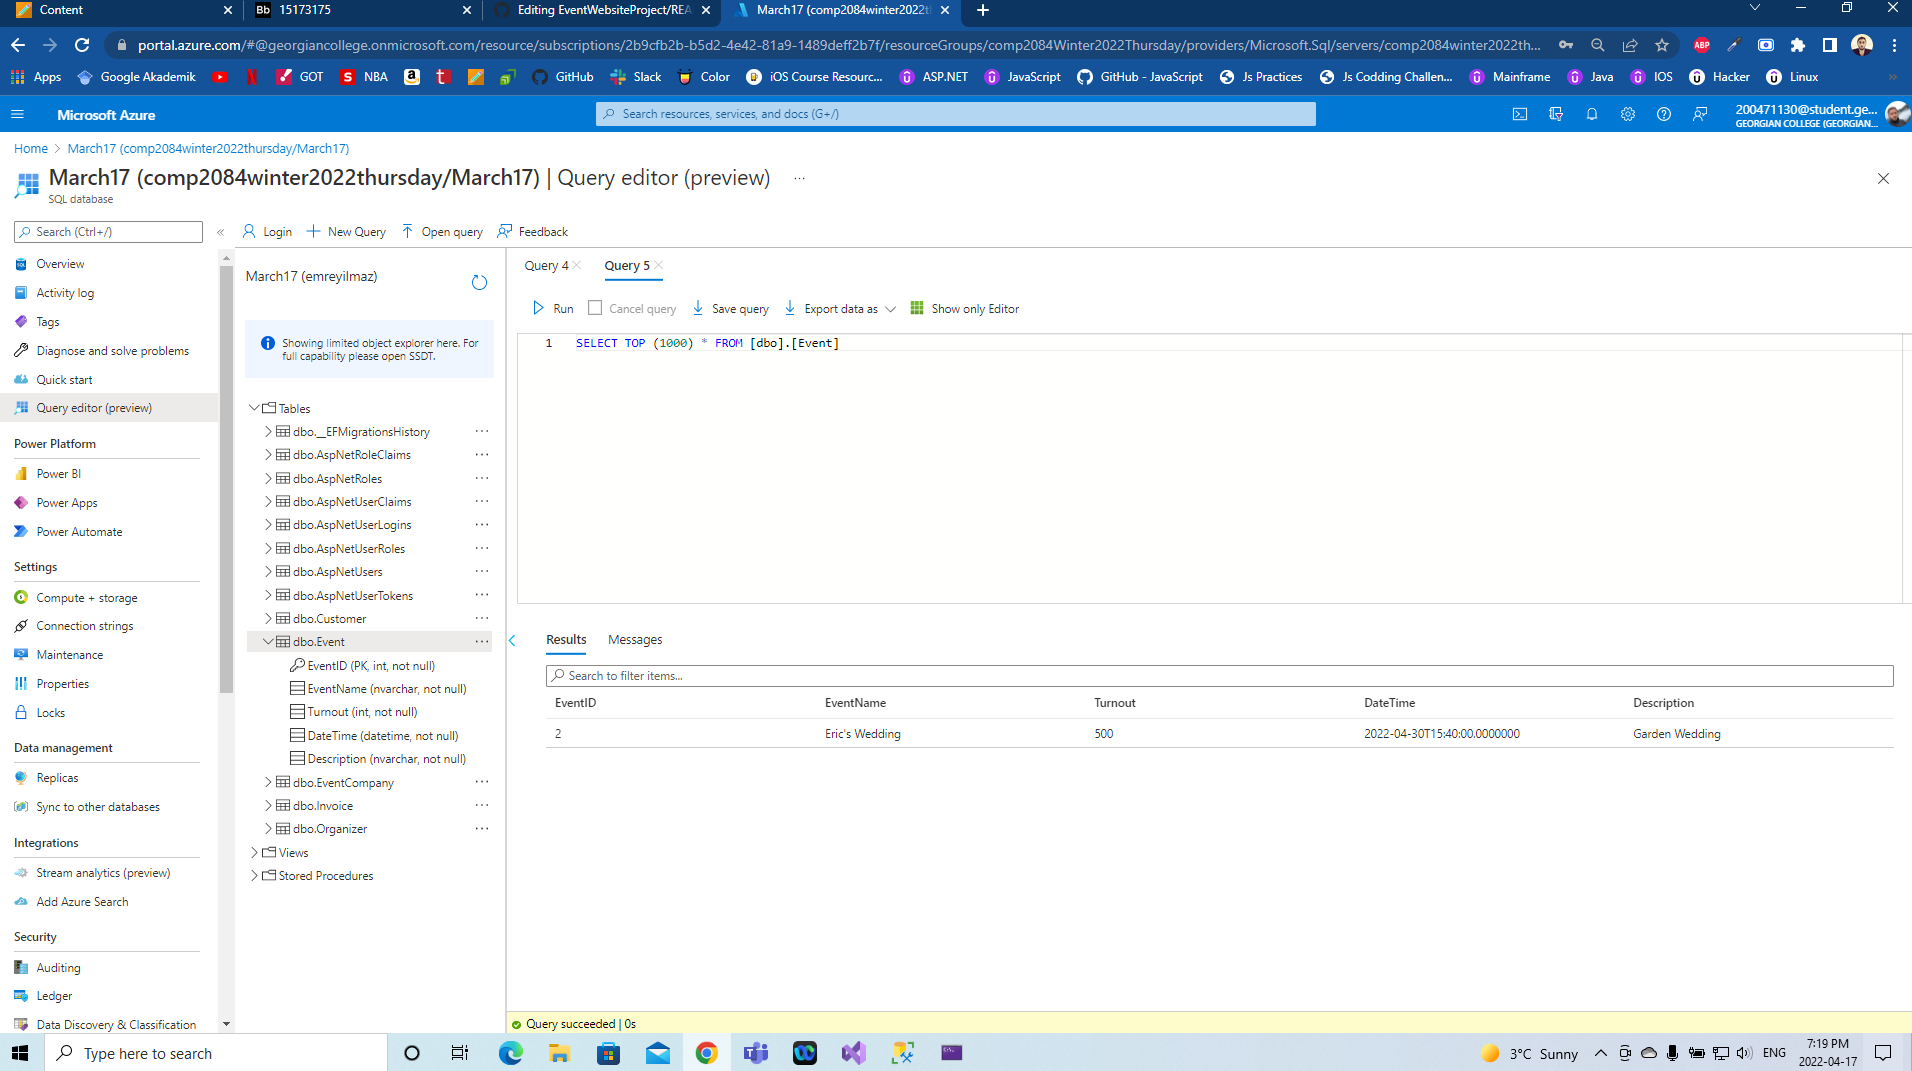 Content
15173175
Editing EventWebsiteProject/REA
March17 (comp2084winter2022th
portal.azure.com/#@georgiancollege.onmicrosoft.com/resource/subscriptions/2b9cfb2b-b5d2-4e42-81a9-1489deff2b7f/resourceGroups/comp2084Winter2022Thursday/providers/Microsoft.Sql/servers/comp2084winter2022th...
Apps Google Akademik GOT NBA GitHub Slack Color iOS Course Resourc... ASP.NET JavaScript GitHub - JavaScript Js Practices Js Codding Challen... Mainframe Java IOS Hacker Linux
Microsoft Azure
Search resources, services, and docs (G+/)
200471130@student.ge...
GEORGIAN COLLEGE (GEORGIAN...
Home > March17 (comp2084winter2022thursday/March17)
March17 (comp2084winter2022thursday/March17) | Query editor (preview) ...
SQL database
Search (Ctrl+/)
Login
New Query
Open query
Feedback
Overview
Activity log
Tags
Diagnose and solve problems
Quick start
Query editor (preview)
Power Platform
Power BI
Power Apps
Power Automate
Settings
Compute + storage
Connection strings
Maintenance
Properties
Locks
Data management
Replicas
Sync to other databases
Integrations
Stream analytics (preview)
Add Azure Search
Security
Auditing
Ledger
Data Discovery & Classification
March17 (emreyilmaz)
Showing limited object explorer here. For
full capability please open SSDT.
Tables
dbo.__EFMigrationsHistory
dbo.AspNetRoleClaims
dbo.AspNetRoles
dbo.AspNetUserClaims
dbo.AspNetUserLogins
dbo.AspNetUserRoles
dbo.AspNetUsers
dbo.AspNetUserTokens
dbo.Customer
dbo.Event
EventID (PK, int, not null)
EventName (nvarchar, not null)
Turnout (int, not null)
DateTime (datetime, not null)
Description (nvarchar, not null)
dbo.EventCompany
dbo.Invoice
dbo.Organizer
Views
Stored Procedures
Query 4
Query 5
Run
Cancel query
Save query
Export data as
Show only Editor
1 SELECT TOP (1000) * FROM [dbo].[Event]
Results
Messages
Search to filter items...
EventID EventName Turnout DateTime Description
2 Eric's Wedding 500 2022-04-30T15:40:00.0000000 Garden Wedding
Query succeeded | 0s
Type here to search
3°C Sunny
ENG
7:19 PM
2022-04-17